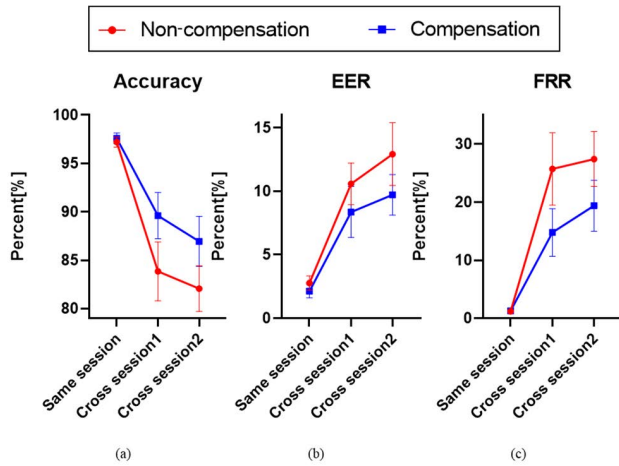 Non-compensation Compensation
Accuracy EER FRR
Percent[%]
100
95
90
85
80
Same session
Cross session1
Cross session2
(a)
Percent[%]
15
10
5
0
Same session
Cross session1
Cross session2
(b)
Percent[%]
30
20
10
0
Same session
Cross session1
Cross session2
(c)